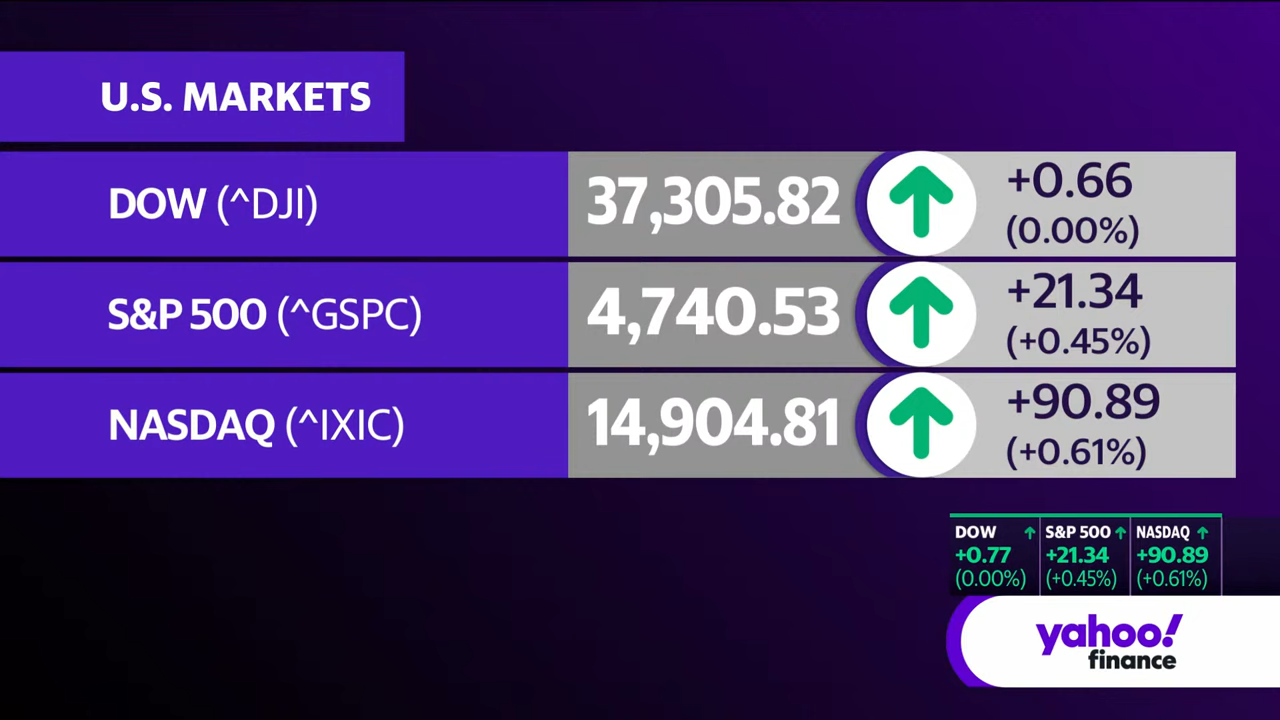 U.S. MARKETS
DOW (^DJI) 37,305.82 +0.66 (0.00%)
S&P 500 (^GSPC) 4,740.53 +21.34 (+0.45%)
NASDAQ (^IXIC) 14,904.81 +90.89 (+0.61%)
DOW S&P 500 NASDAQ
+0.77 +21.34 +90.89
(0.00%) (+0.45%) (+0.61%)
yahoo!
finance